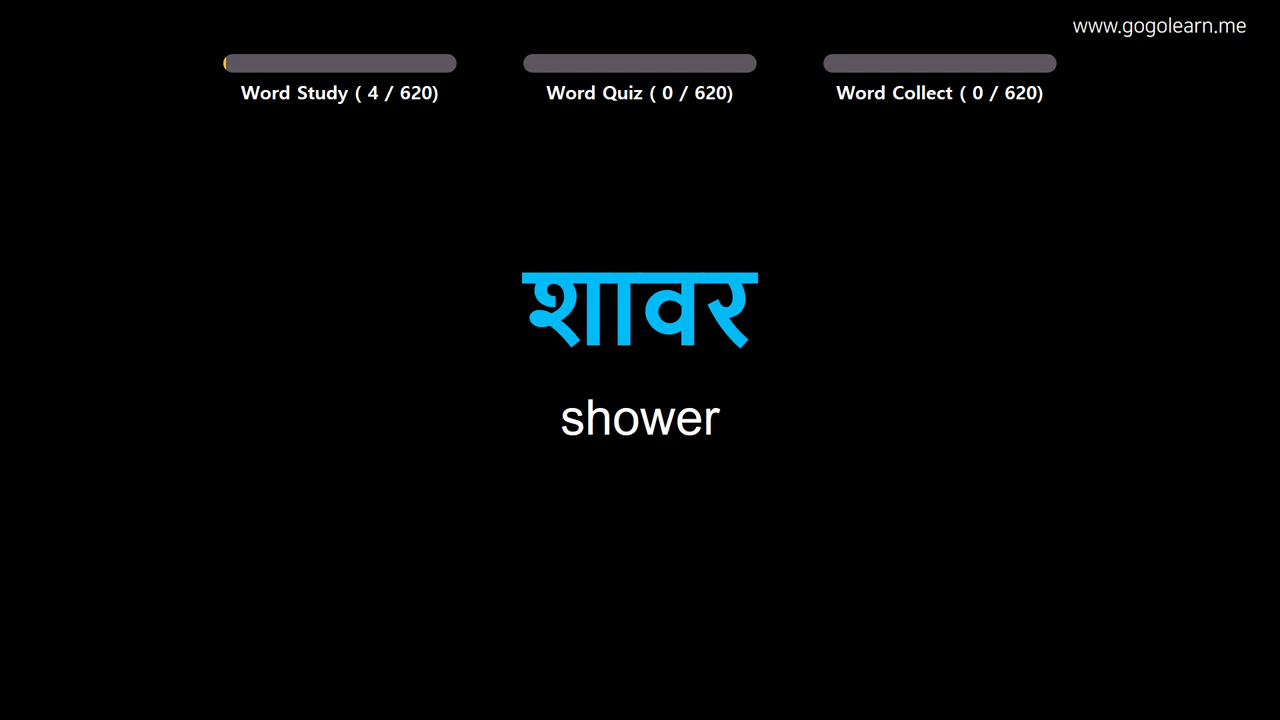 www.gogolearn.me
Word Study ( 4 / 620)
Word Quiz ( 0 / 620)
Word Collect ( 0 / 620)
शावर
shower